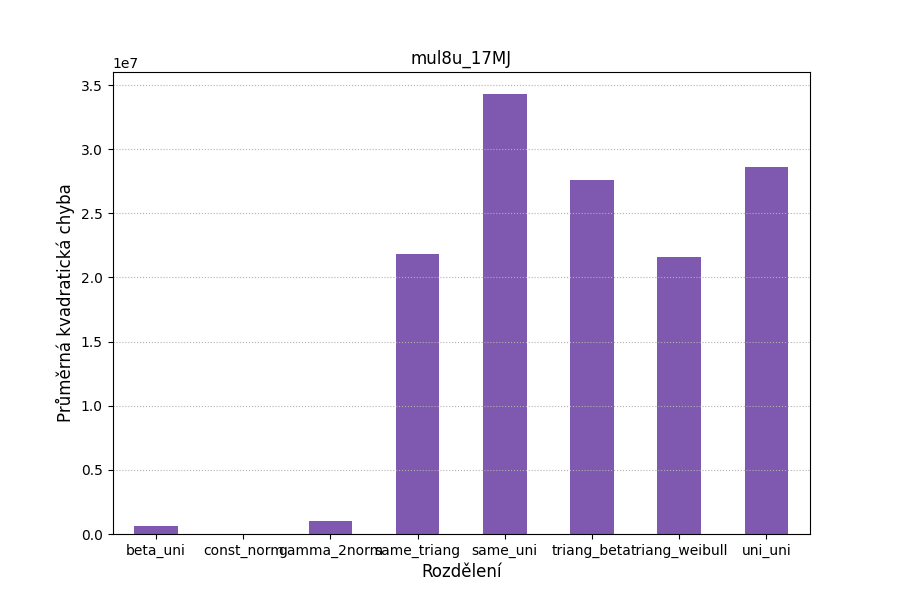 mul8u_17MJ
1e7
3.5
3.0
2.5
2.0
1.5
1.0
0.5
0.0
Průměrná kvadratická chyba
beta_uni const_norm gamma_2norm same_triang same_uni triang_beta triang_weibull uni_uni
Rozdělení